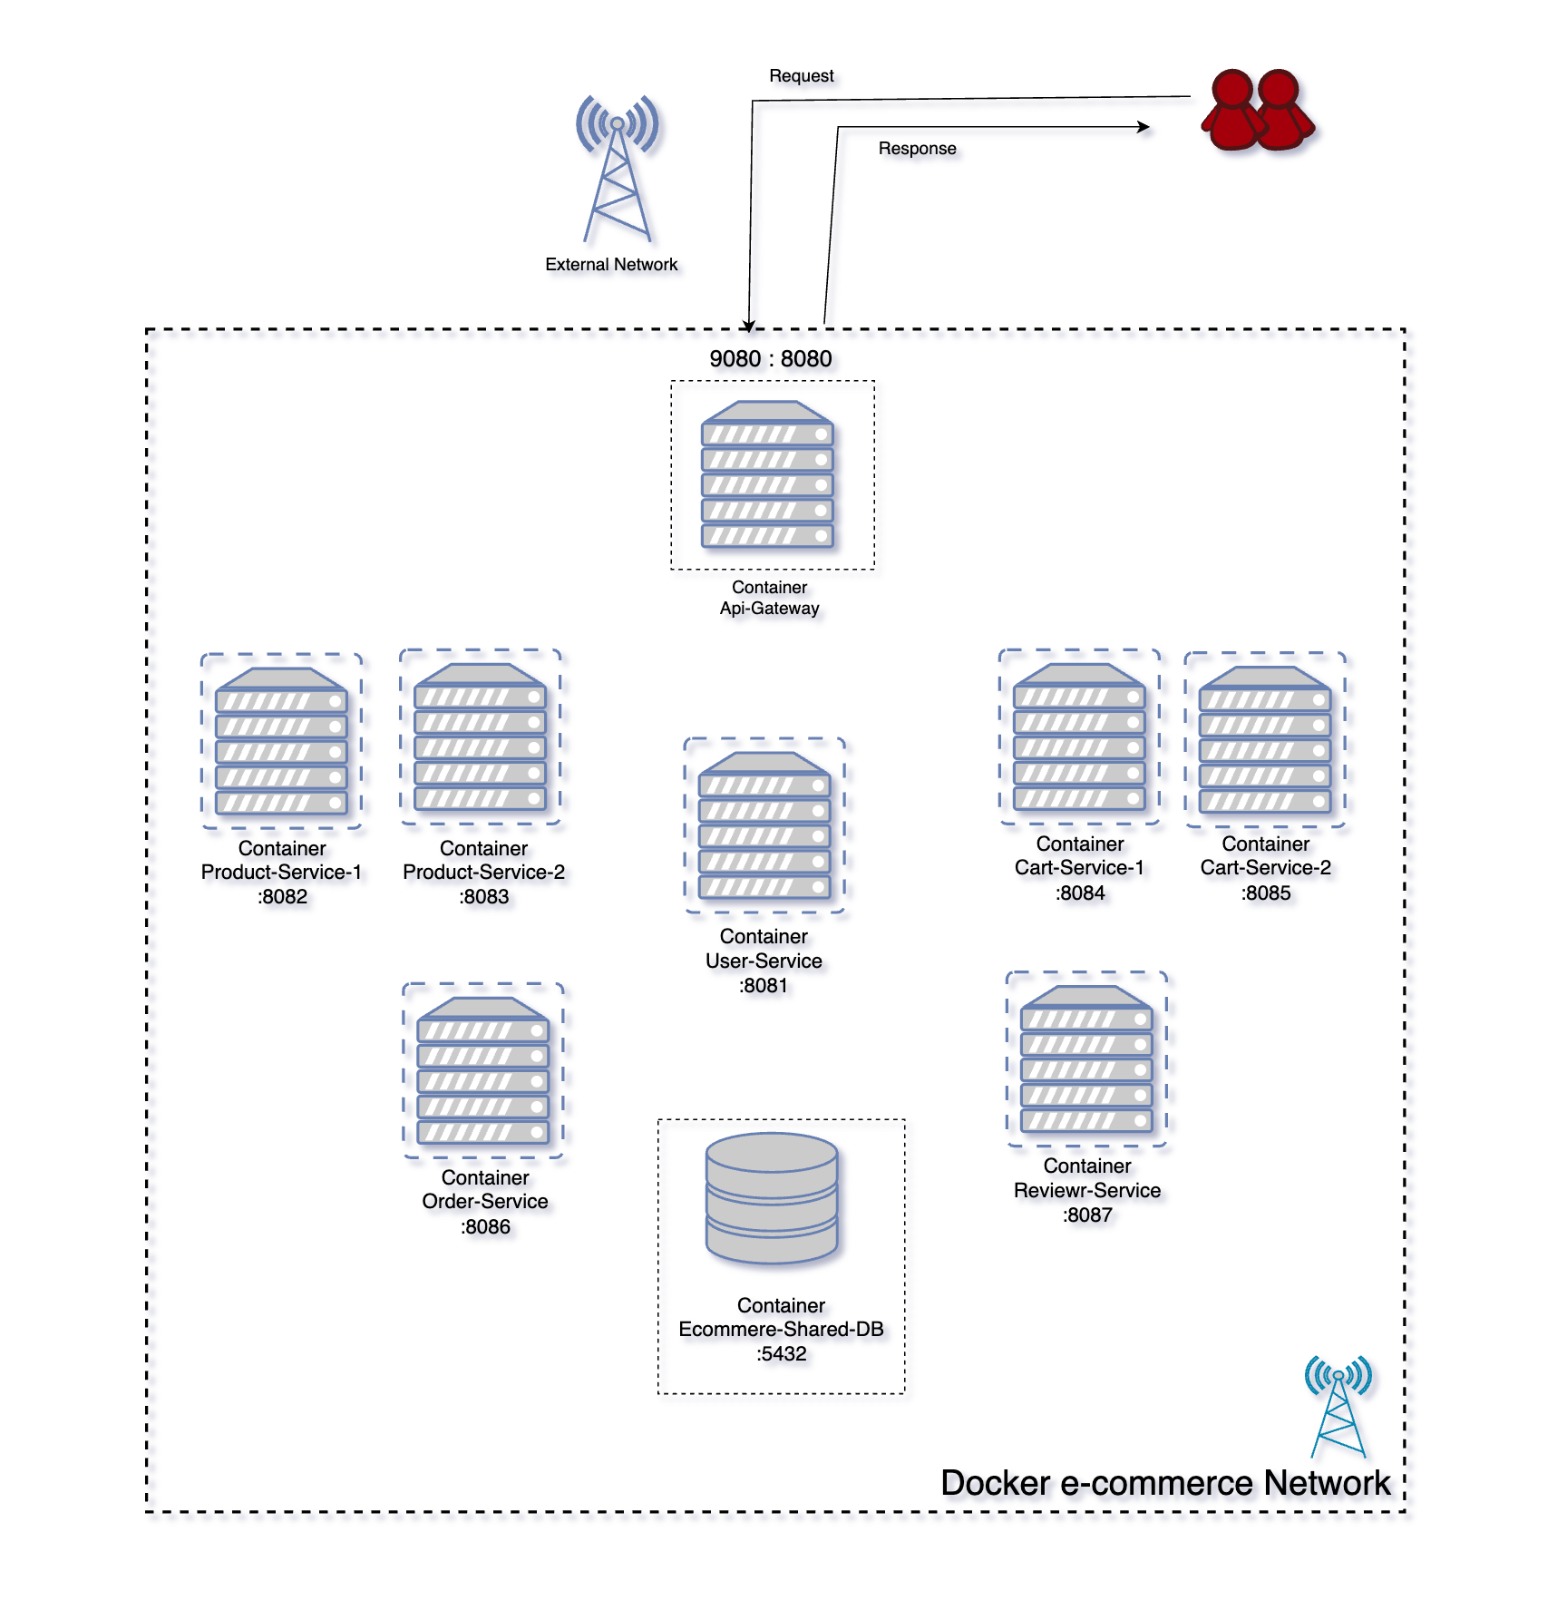 Request
Response
External Network
9080 : 8080
Container
Api-Gateway
Container
Product-Service-1
:8082
Container
Product-Service-2
:8083
Container
User-Service
:8081
Container
Cart-Service-1
:8084
Container
Cart-Service-2
:8085
Container
Order-Service
:8086
Container
Reviewr-Service
:8087
Container
Ecommere-Shared-DB
:5432
Docker e-commerce Network